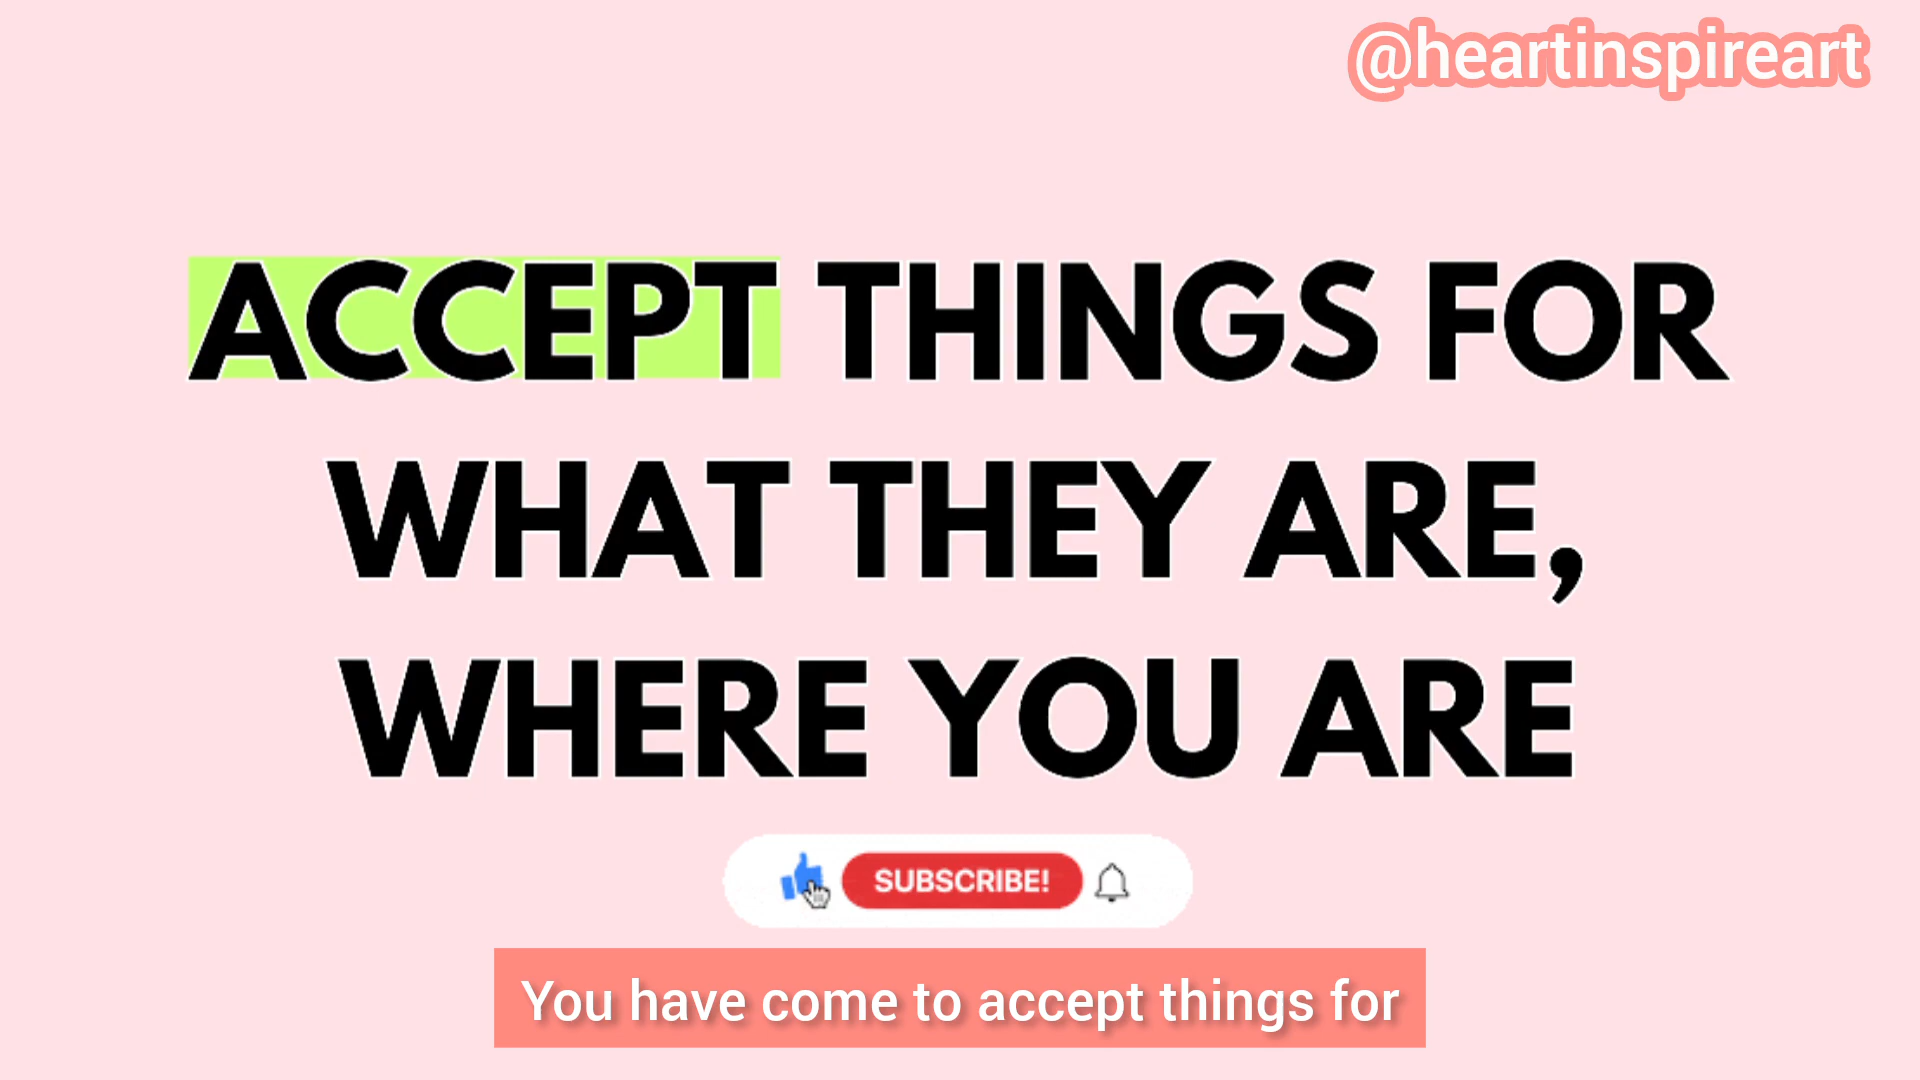 @heartinspireart
ACCEPT THINGS FOR
WHAT THEY ARE,
WHERE YOU ARE
SUBSCRIBE!
You have come to accept things for